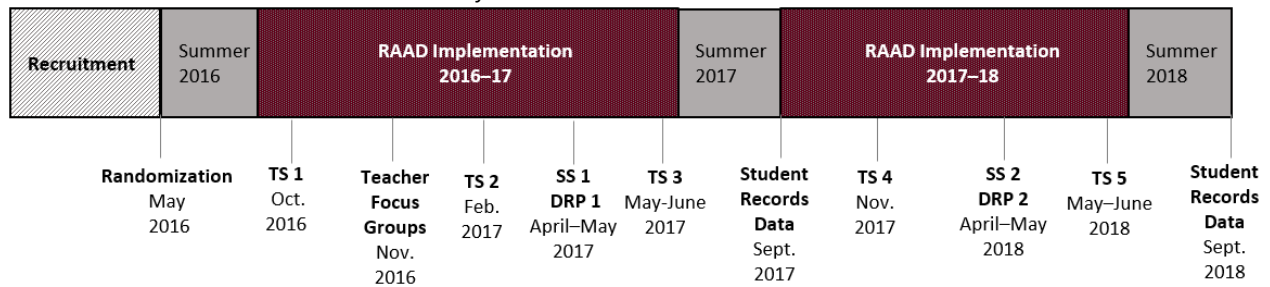 Recruitment
Summer
2016
RAAD Implementation
2016–17
Summer
2017
RAAD Implementation
2017–18
Summer
2018
Randomization
May
2016
TS 1
Oct.
2016
Teacher
Focus
Groups
Nov.
2016
TS 2
Feb.
2017
SS 1
DRP 1
April–May
2017
TS 3
May-June
2017
Student
Records
Data
Sept.
2017
TS 4
Nov.
2017
SS 2
DRP 2
April–May
2018
TS 5
May–June
2018
Student
Records
Data
Sept.
2018